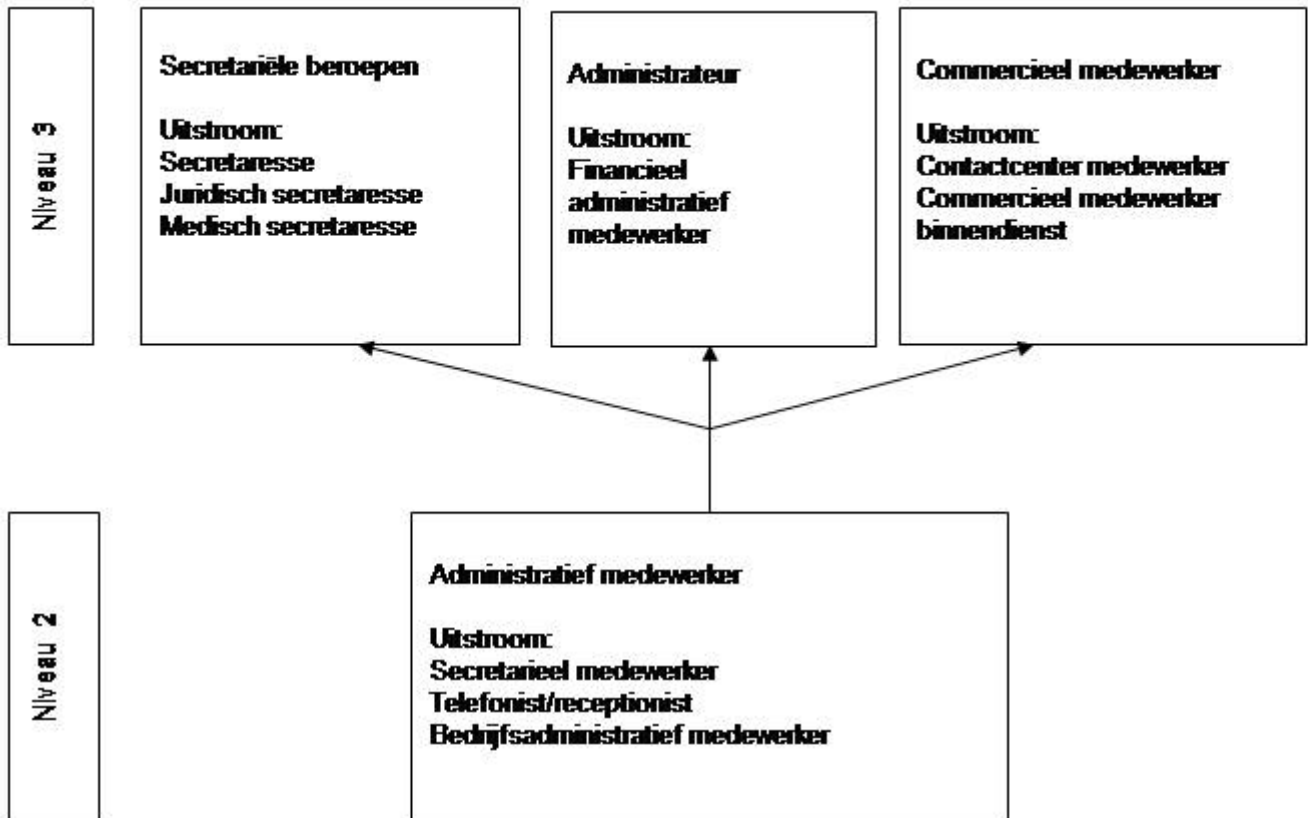 Niveau 3
Secretariële beroepen
Uitstroom:
Secretaresse
Juridisch secretaresse
Medisch secretaresse
Administrateur
Uitstroom:
Financieel
administratief
medewerker
Commercieel medewerker
Uitstroom:
Contactcenter medewerker
Commercieel medewerker
binnendienst
Niveau 2
Administratief medewerker
Uitstroom:
Secretarieel medewerker
Telefonist/receptionist
Bedrijfsadministratief medewerker